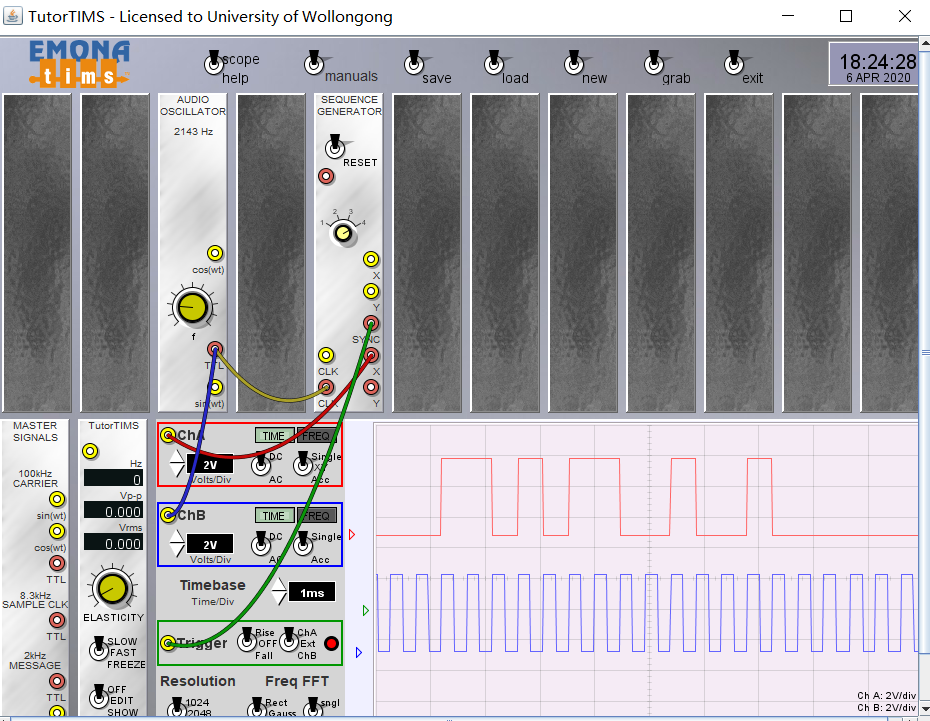 TutorTIMS - Licensed to University of Wollongong
EMONA
tims
scope
help
manuals
save
load
new
grab
exit
18:24:28
6 APR 2020
AUDIO
OSCILLATOR
2143 Hz
cos(wt)
f
TTL
sin(wt)
SEQUENCE
GENERATOR
RESET
1 2 3 4
X
Y
SYNC
CLK
X
CLK
Y
MASTER
SIGNALS
100kHz
CARRIER
sin(wt)
cos(wt)
TTL
8.3kHz
SAMPLE CLK
TTL
2kHz
MESSAGE
TTL
TutorTIMS
Hz
0
Vp-p
0.000
Vrms
0.000
ELASTICITY
SLOW
FAST
FREEZE
OFF
EDIT
SHOW
ChA
TIME FREQ
2V
Volts/Div
DC
AC
Single
XY
Acc
ChB
TIME FREQ
2V
Volts/Div
DC
AC
Single
Acc
Timebase
Time/Div
1ms
Trigger
Rise
OFF
Fall
ChA
Ext
ChB
Resolution
1024
2048
Freq FFT
Rect
Gauss
sngl
Ch A: 2V/div
Ch B: 2V/div